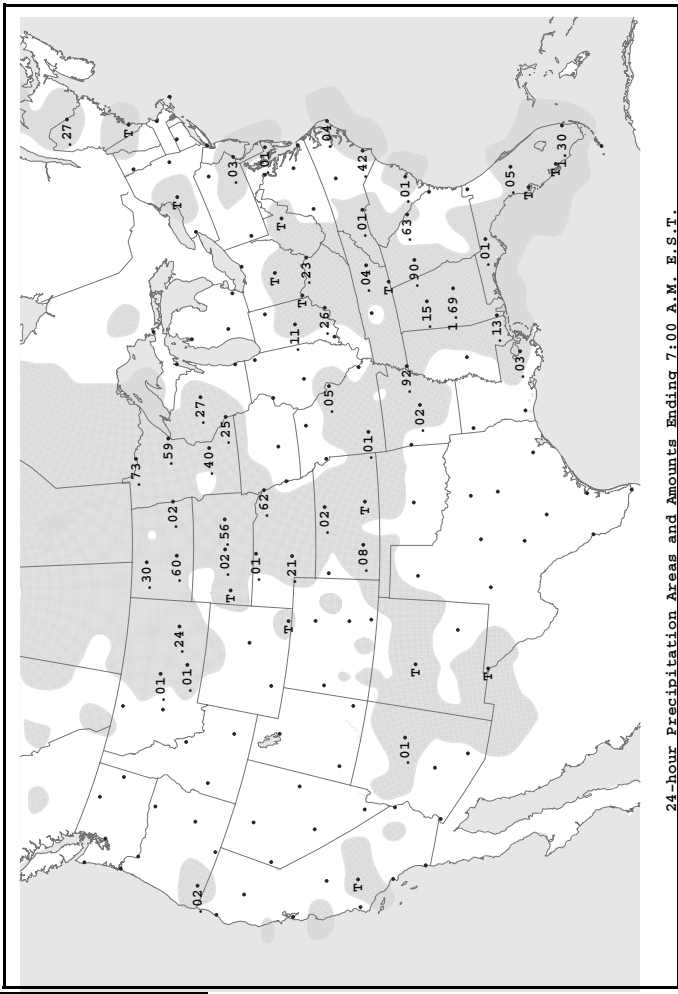 .27
T
.73
.30
.59
.01
.02
.60
T
.24
.01
.02
.27
.40
.02 .56
.25
T
.03
.01
.62
.01
T
T
T
.21
.11
T
.23
.02
.26
.04
.05
T
.08
T
.01
.42
.04
.01
T
.01
.92
.63
.01
T
.90
.02
.15
1.69
.01
T
.13
.05
.03
T
T
1.30
24-hour Precipitation Areas and Amounts Ending 7:00 A.M. E.S.T.